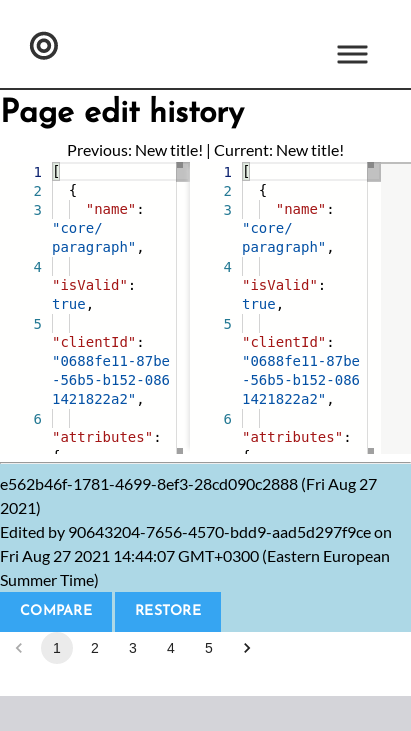 Page edit history
Previous: New title! | Current: New title!
1 [
2 {
3 "name":
"core/
paragraph",
4
"isValid":
true,
5
"clientId":
"0688fe11-87be
-56b5-b152-086
1421822a2",
6
"attributes":
{
1 [
2 {
3 "name":
"core/
paragraph",
4
"isValid":
true,
5
"clientId":
"0688fe11-87be
-56b5-b152-086
1421822a2",
6
"attributes":
{
e562b46f-1781-4699-8ef3-28cd090c2888 (Fri Aug 27
2021)
Edited by 90643204-7656-4570-bdd9-aad5d297f9ce on
Fri Aug 27 2021 14:44:07 GMT+0300 (Eastern European
Summer Time)
COMPARE RESTORE
1 2 3 4 5